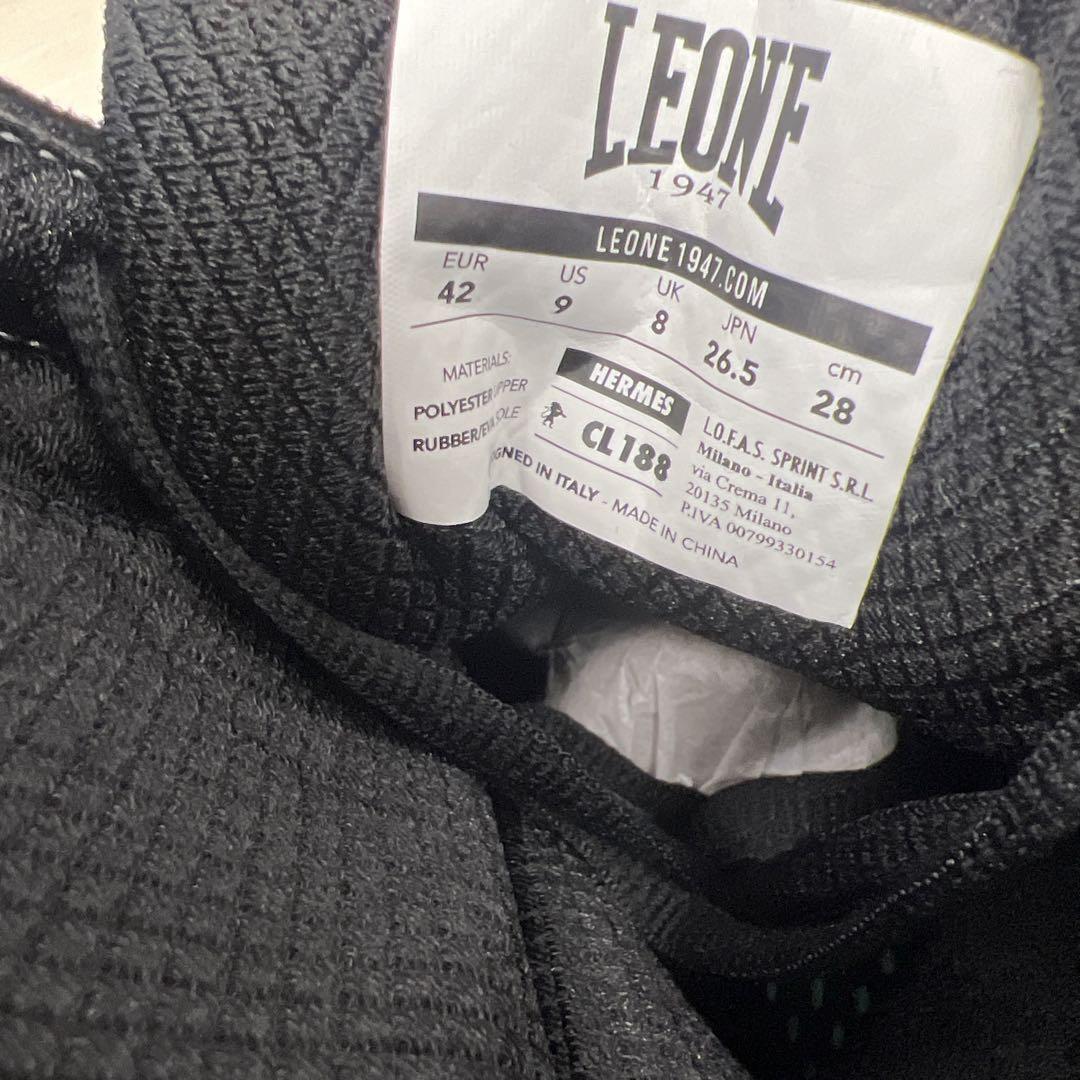 LEONE
1947
LEONE1947.COM
EUR US UK JPN cm
42 9 8 26.5 28
MATERIALS:
POLYESTER
RUBBER
HERMES
CL188
IN ITALY - MADE IN CHINA
L.O.F.A.S. SPRINT S.R.L
Milano - Italia
via Crema 11,
20135 Milano
P.IVA 00799330154